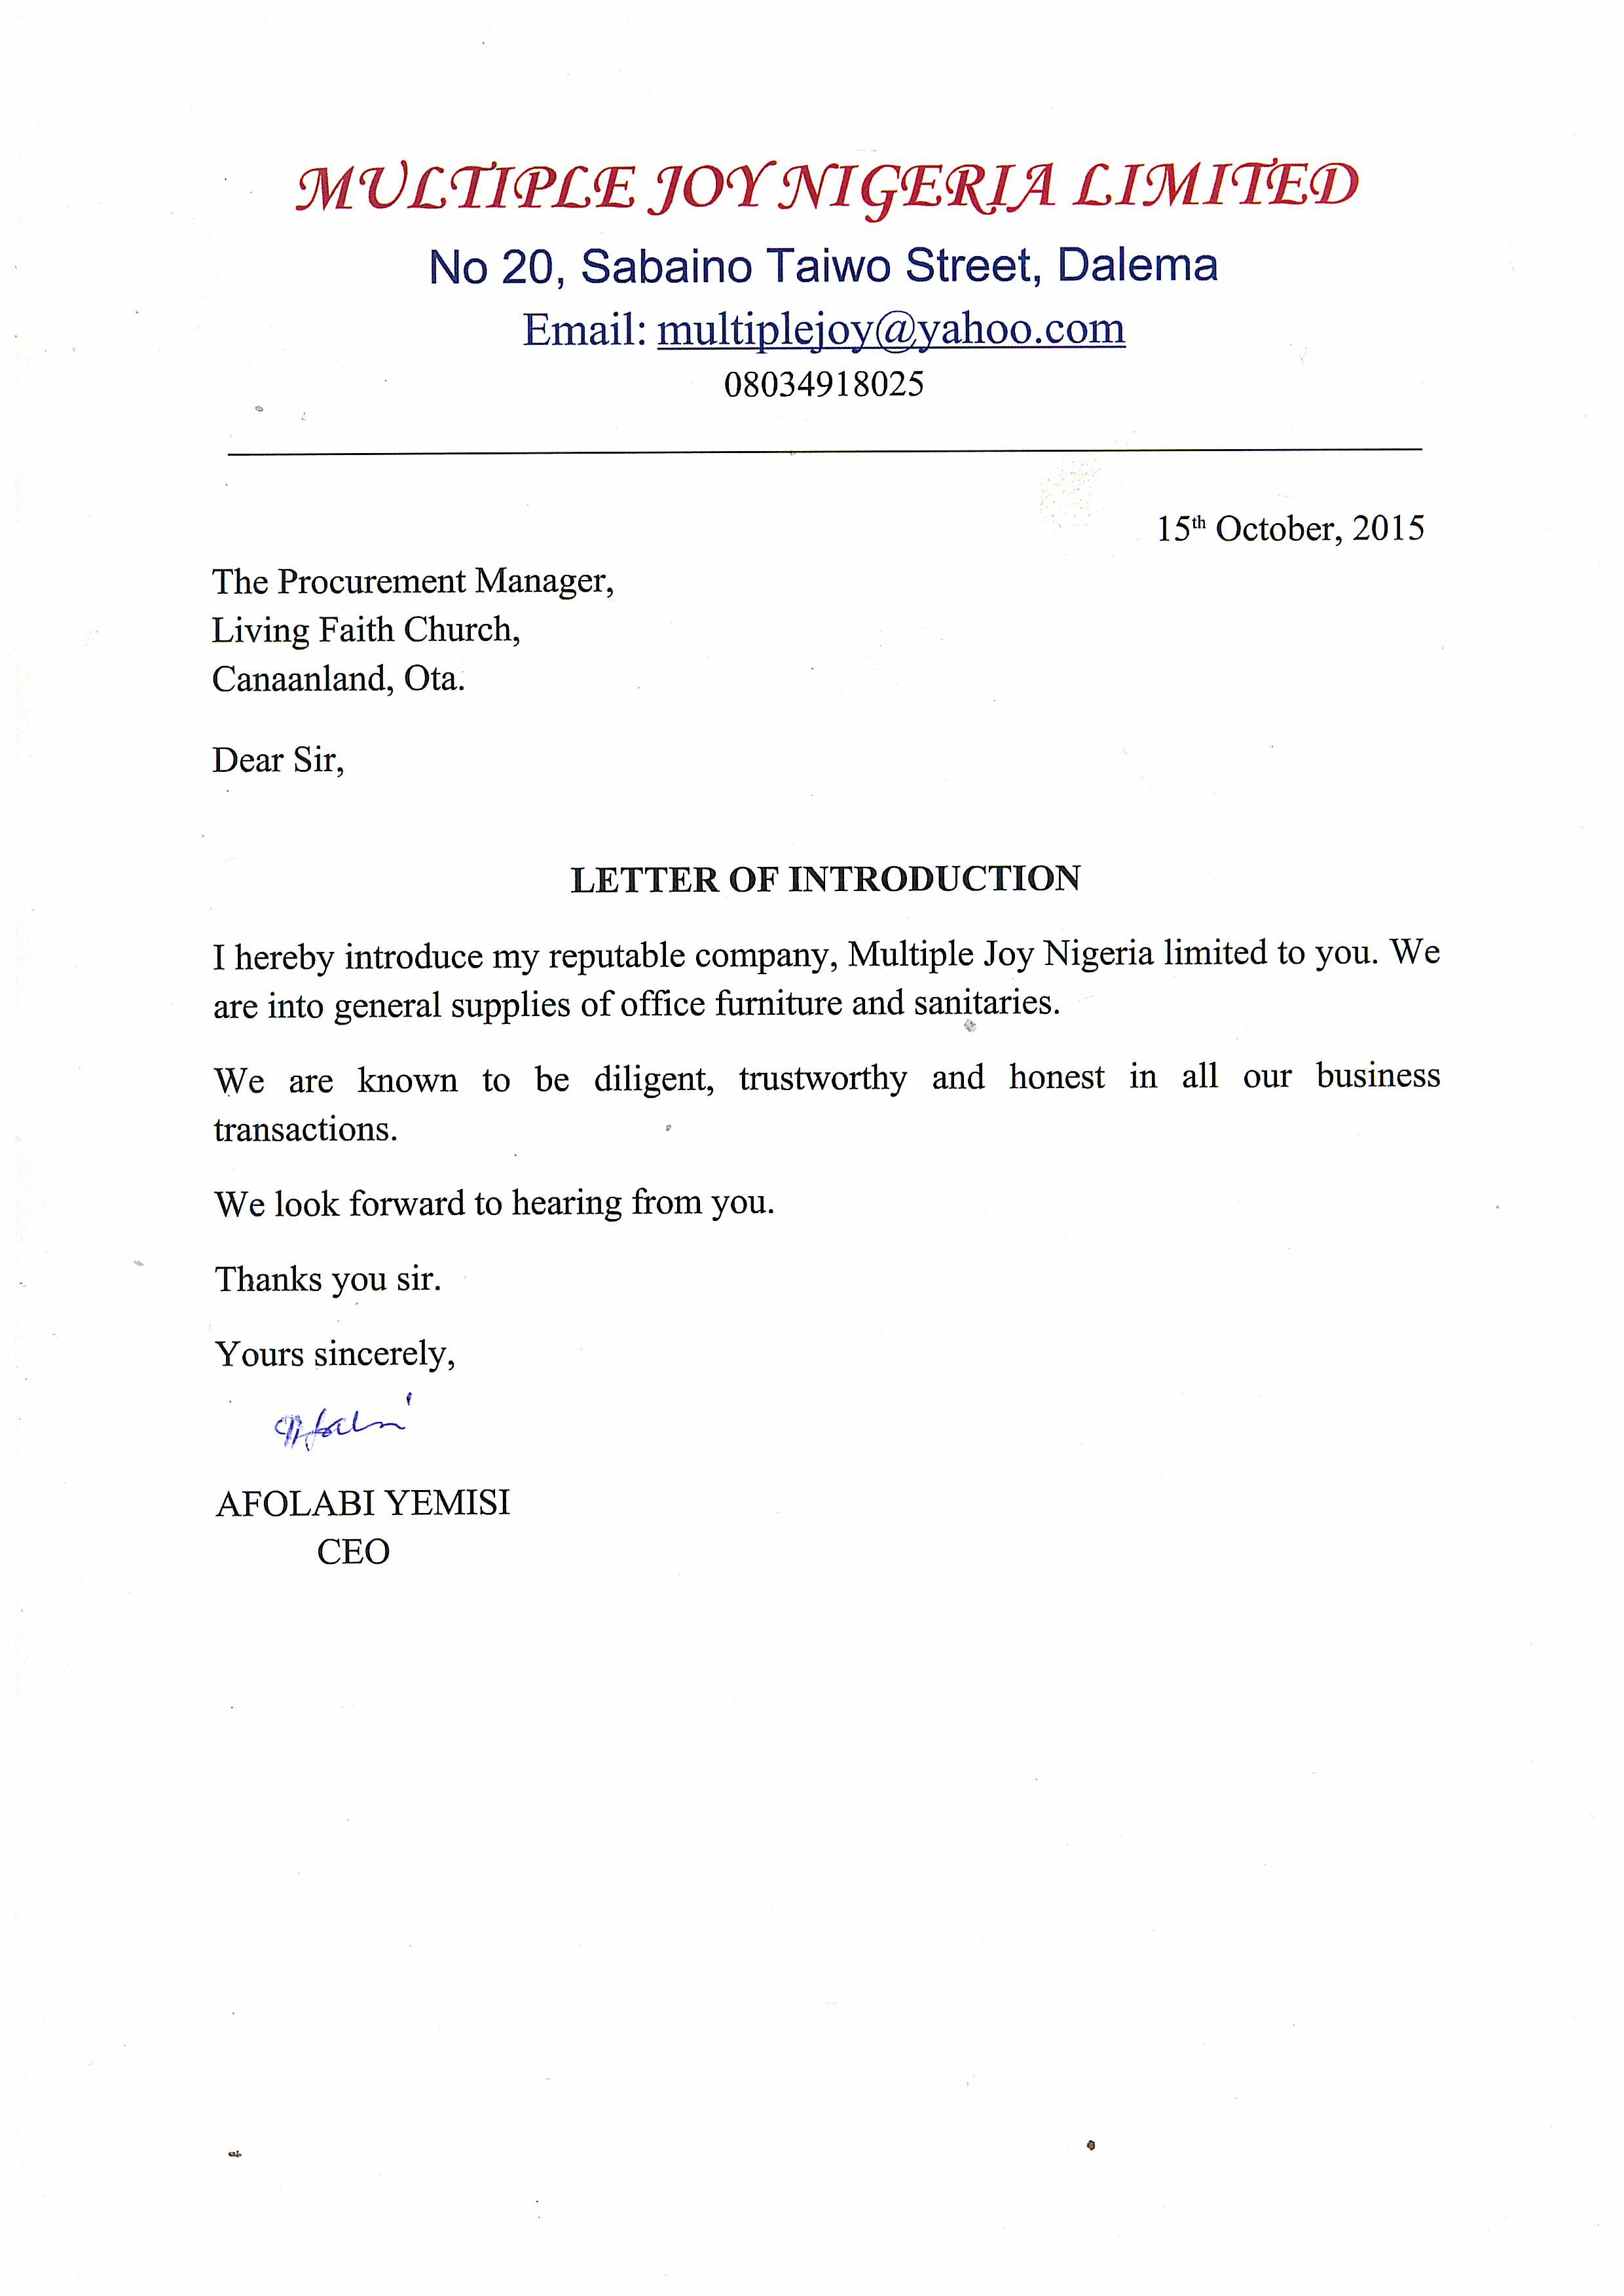 MULTIPLE JOY NIGERIA LIMITED
No 20, Sabaino Taiwo Street, Dalema
Email: multiplejoy@yahoo.com
08034918025
15th October, 2015
The Procurement Manager,
Living Faith Church,
Canaanland, Ota.
Dear Sir,
LETTER OF INTRODUCTION
I hereby introduce my reputable company, Multiple Joy Nigeria limited to you. We
are into general supplies of office furniture and sanitaries.
We are known to be diligent, trustworthy and honest in all our business
transactions.
We look forward to hearing from you.
Thanks you sir.
Yours sincerely,
AFOLABI YEMISI
CEO